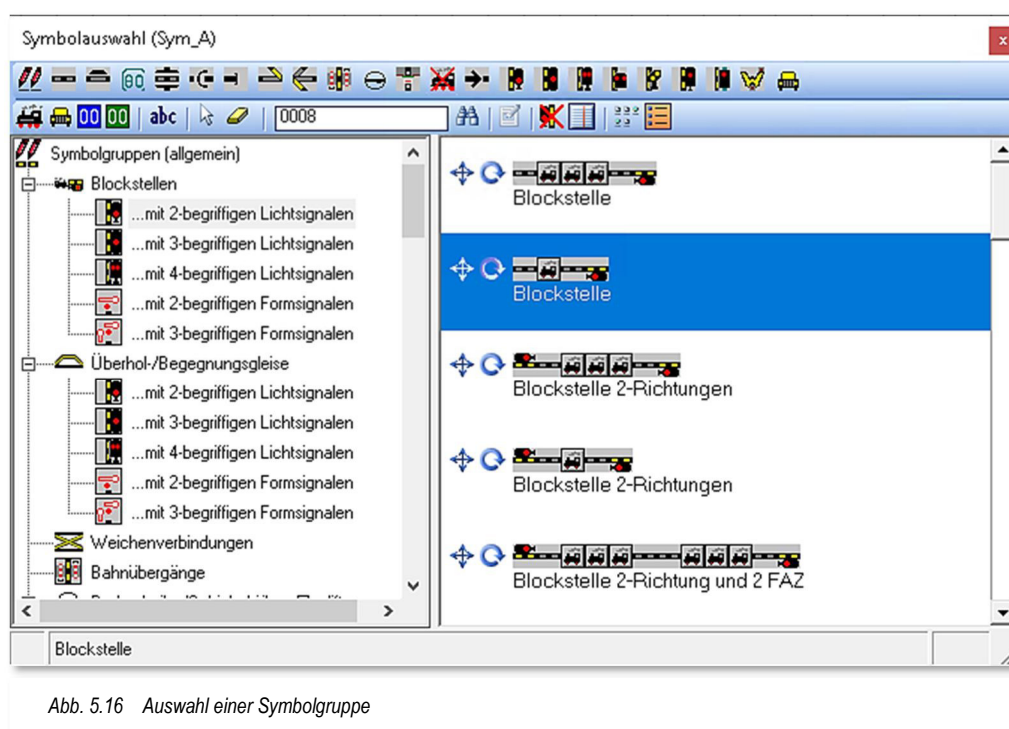 Symbolauswahl (Sym_A)
x
00 00 abc 0008
Symbolgruppen (allgemein)
Blockstellen
...mit 2-begriffigen Lichtsignalen
...mit 3-begriffigen Lichtsignalen
...mit 4-begriffigen Lichtsignalen
...mit 2-begriffigen Formsignalen
...mit 3-begriffigen Formsignalen
Überhol-/Begegnungsgleise
...mit 2-begriffigen Lichtsignalen
...mit 3-begriffigen Lichtsignalen
...mit 4-begriffigen Lichtsignalen
...mit 2-begriffigen Formsignalen
...mit 3-begriffigen Formsignalen
Weichenverbindungen
Bahnübergänge
Blockstelle
Blockstelle
Blockstelle 2-Richtungen
Blockstelle 2-Richtungen
Blockstelle 2-Richtung und 2 FAZ
Blockstelle
Abb. 5.16 Auswahl einer Symbolgruppe